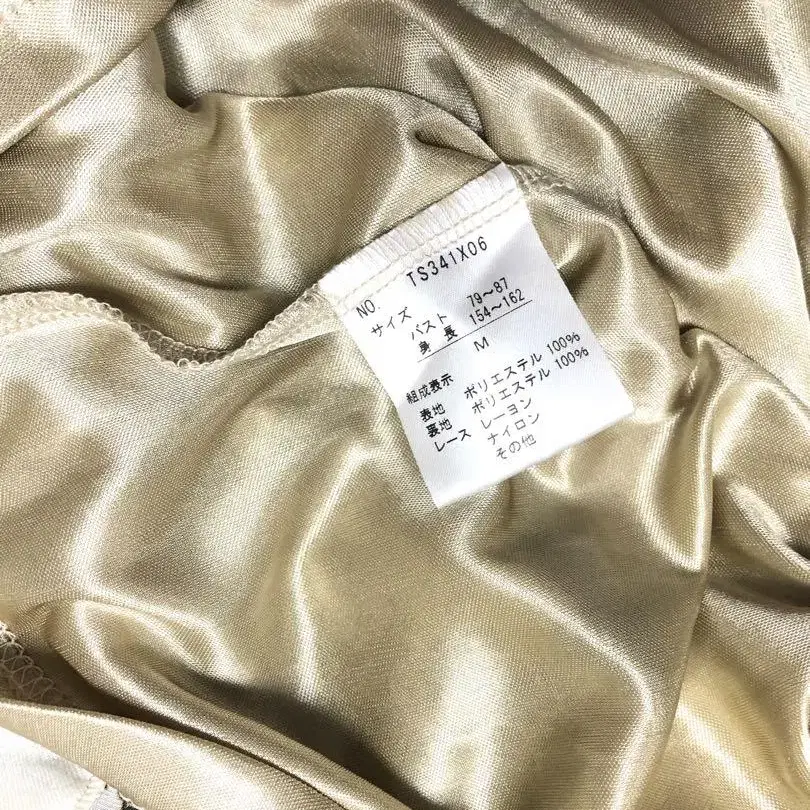 NO. TS341X06
サイズ
バスト 79~87
身長 154~162
M
組成表示
表地 ポリエステル 100%
裏地 ポリエステル 100%
レース レーヨン
ナイロン
その他